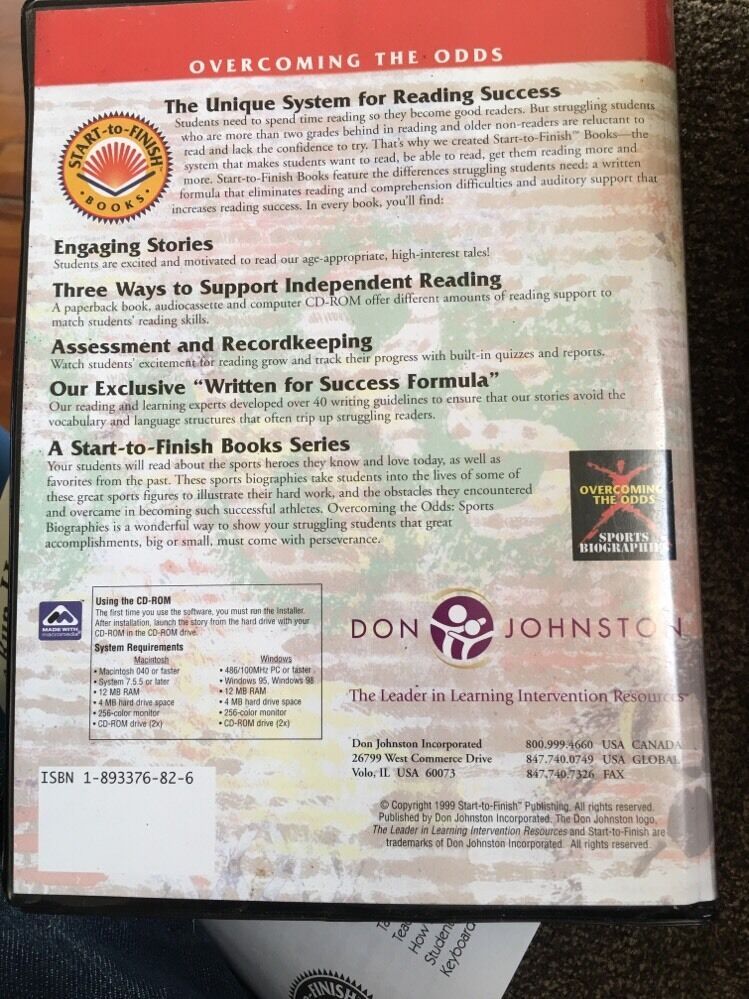 OVERCOMING THE ODDS
The Unique System for Reading Success
START-to-FINISH™
BOOKS
Students need to spend time reading so they become good readers. But struggling students
who are more than two grades behind in reading and older non-readers are reluctant to
read and lack the confidence to try. That's why we created Start-to-Finish™ Books—the
system that makes students want to read, be able to read, get them reading more and
more. Start-to-Finish Books feature the differences struggling students need: a written
formula that eliminates reading and comprehension difficulties and auditory support that
increases reading success. In every book, you'll find:
Engaging Stories
Students are excited and motivated to read our age-appropriate, high-interest tales!
Three Ways to Support Independent Reading
A paperback book, audiocassette and computer CD-ROM offer different amounts of reading support to
match students' reading skills.
Assessment and Recordkeeping
Watch students' excitement for reading grow and track their progress with built-in quizzes and reports.
Our Exclusive “Written for Success Formula”
Our reading and learning experts developed over 40 writing guidelines to ensure that our stories avoid the
vocabulary and language structures that often trip up struggling readers.
A Start-to-Finish Books Series
Your students will read about the sports heroes they know and love today, as well as
favorites from the past. These sports biographies take students into the lives of some of
these great sports figures to illustrate their hard work, and the obstacles they encountered
and overcame in becoming such successful athletes. Overcoming the Odds: Sports
Biographies is a wonderful way to show your struggling students that great
accomplishments, big or small, must come with perseverance.
OVERCOMING
THE ODDS
SPORTS
BIOGRAPHIES
MADE WITH
macromedia®
Using the CD-ROM
The first time you use the software, you must run the Installer.
After installation, launch the story from the hard drive with your
CD-ROM in the CD-ROM drive.
System Requirements
Macintosh
• Macintosh 040 or faster
• System 7.5.5 or later
• 12 MB RAM
• 4 MB hard drive space
• 256-color monitor
• CD-ROM drive (2x)
Windows
• 486/100MHz PC or faster
• Windows 95, Windows 98
• 12 MB RAM
• 4 MB hard drive space
• 256-color monitor
• CD-ROM drive (2x)
DON JOHNSTON
The Leader in Learning Intervention Resources™
Don Johnston Incorporated
26799 West Commerce Drive
Volo, IL USA 60073
800.999.4660 USA CANADA
847.740.0749 USA GLOBAL
847.740.7326 FAX
ISBN 1-893376-82-6
© Copyright 1999 Start-to-Finish™ Publishing. All rights reserved.
Published by Don Johnston Incorporated. The Don Johnston logo,
The Leader in Learning Intervention Resources and Start-to-Finish are
trademarks of Don Johnston Incorporated. All rights reserved.
How
Student
Keyboard
FINISH